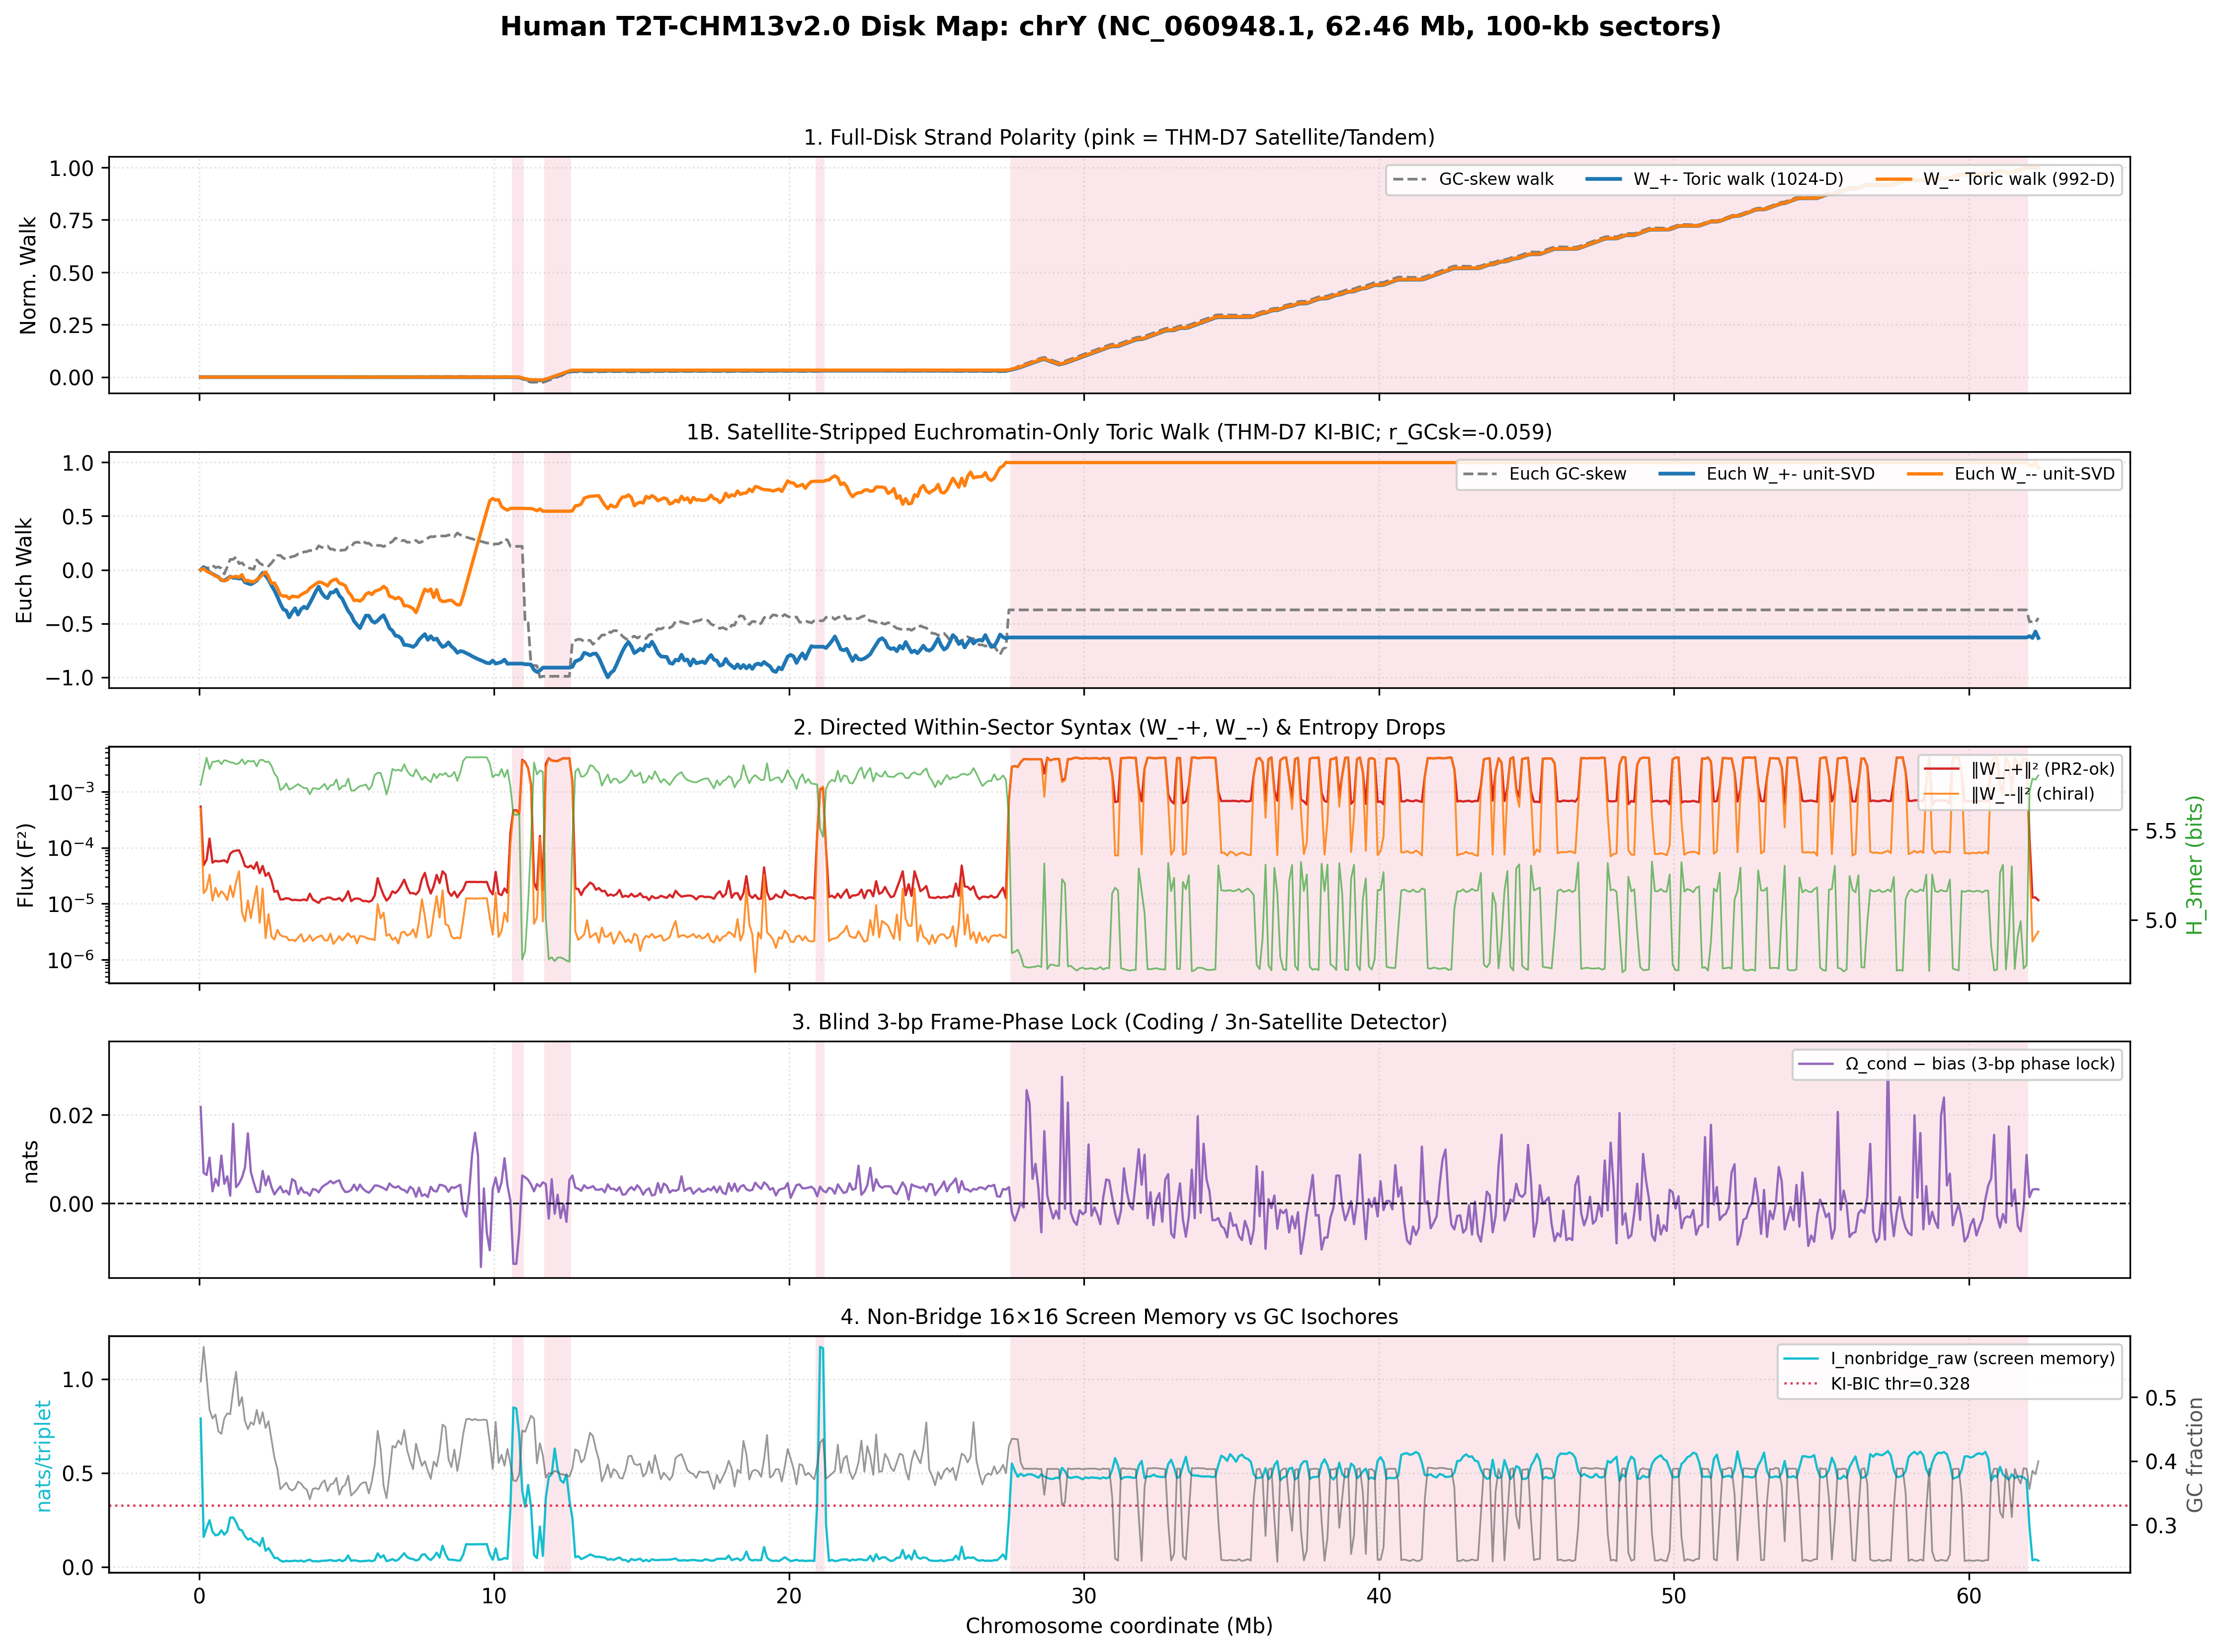 Human T2T-CHM13v2.0 Disk Map: chrY (NC_060948.1, 62.46 Mb, 100-kb sectors)
1. Full-Disk Strand Polarity (pink = THM-D7 Satellite/Tandem)
Norm. Walk
1.00
0.75
0.50
0.25
0.00
GC-skew walk
W_+- Toric walk (1024-D)
W_-- Toric walk (992-D)
1B. Satellite-Stripped Euchromatin-Only Toric Walk (THM-D7 KI-BIC; r_GCsk=-0.059)
Euch Walk
1.0
0.5
0.0
−0.5
−1.0
Euch GC-skew
Euch W_+- unit-SVD
Euch W_-- unit-SVD
2. Directed Within-Sector Syntax (W_-+, W_--) & Entropy Drops
Flux (F²)
10⁻³
10⁻⁴
10⁻⁵
10⁻⁶
‖W_-+‖² (PR2-ok)
‖W_--‖² (chiral)
5.5
5.0
H_3mer (bits)
3. Blind 3-bp Frame-Phase Lock (Coding / 3n-Satellite Detector)
nats
0.02
0.00
Ω_cond − bias (3-bp phase lock)
4. Non-Bridge 16×16 Screen Memory vs GC Isochores
nats/triplet
1.0
0.5
0.0
I_nonbridge_raw (screen memory)
KI-BIC thr=0.328
0.5
0.4
0.3
GC fraction
0
10
20
30
40
50
60
Chromosome coordinate (Mb)